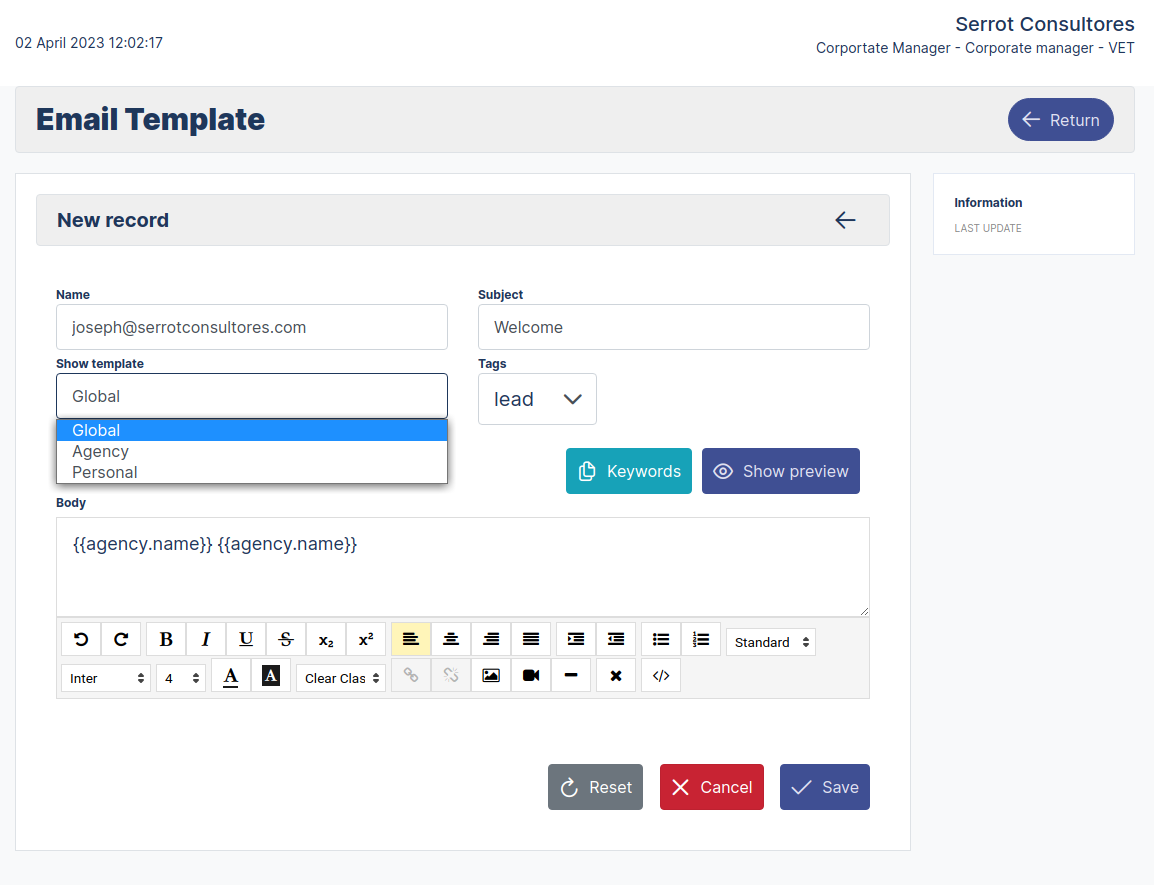 Serrot Consultores
02 April 2023 12:02:17
Corportate Manager - Corporate manager - VET
Email Template
Return
New record
Information
LAST UPDATE
Name
Subject
joseph@serrotconsultores.com
Welcome
Show template
Tags
Global
lead
Global
Agency
Personal
Keywords
Show preview
Body
{{agency.name}} {{agency.name}}
B I U S x₂ x²
Standard
Inter
4
A
A
Clear Clas
</>
Reset
Cancel
Save